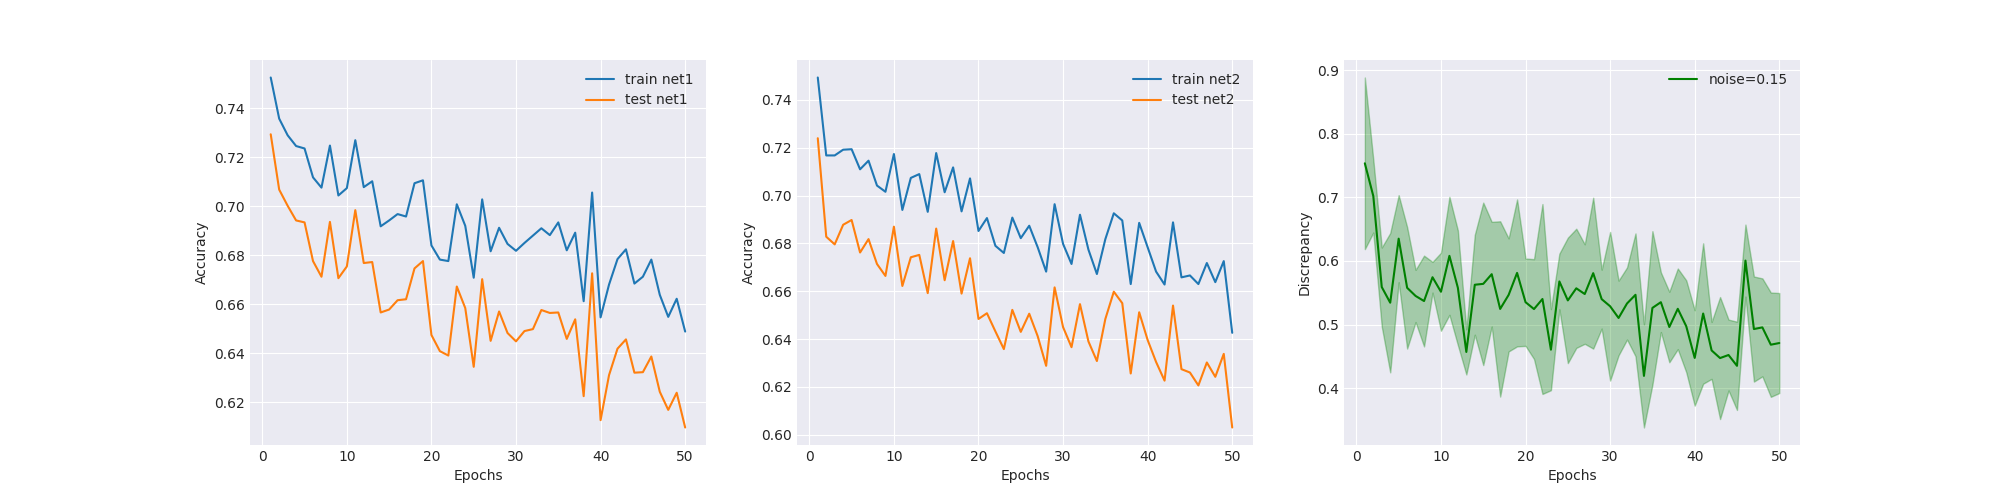 train net1
test net1
0.74
0.72
0.70
0.68
0.66
0.64
0.62
Accuracy
0 10 20 30 40 50
Epochs
train net2
test net2
0.74
0.72
0.70
0.68
0.66
0.64
0.62
0.60
Accuracy
0 10 20 30 40 50
Epochs
noise=0.15
0.9
0.8
0.7
0.6
0.5
0.4
Discrepancy
0 10 20 30 40 50
Epochs